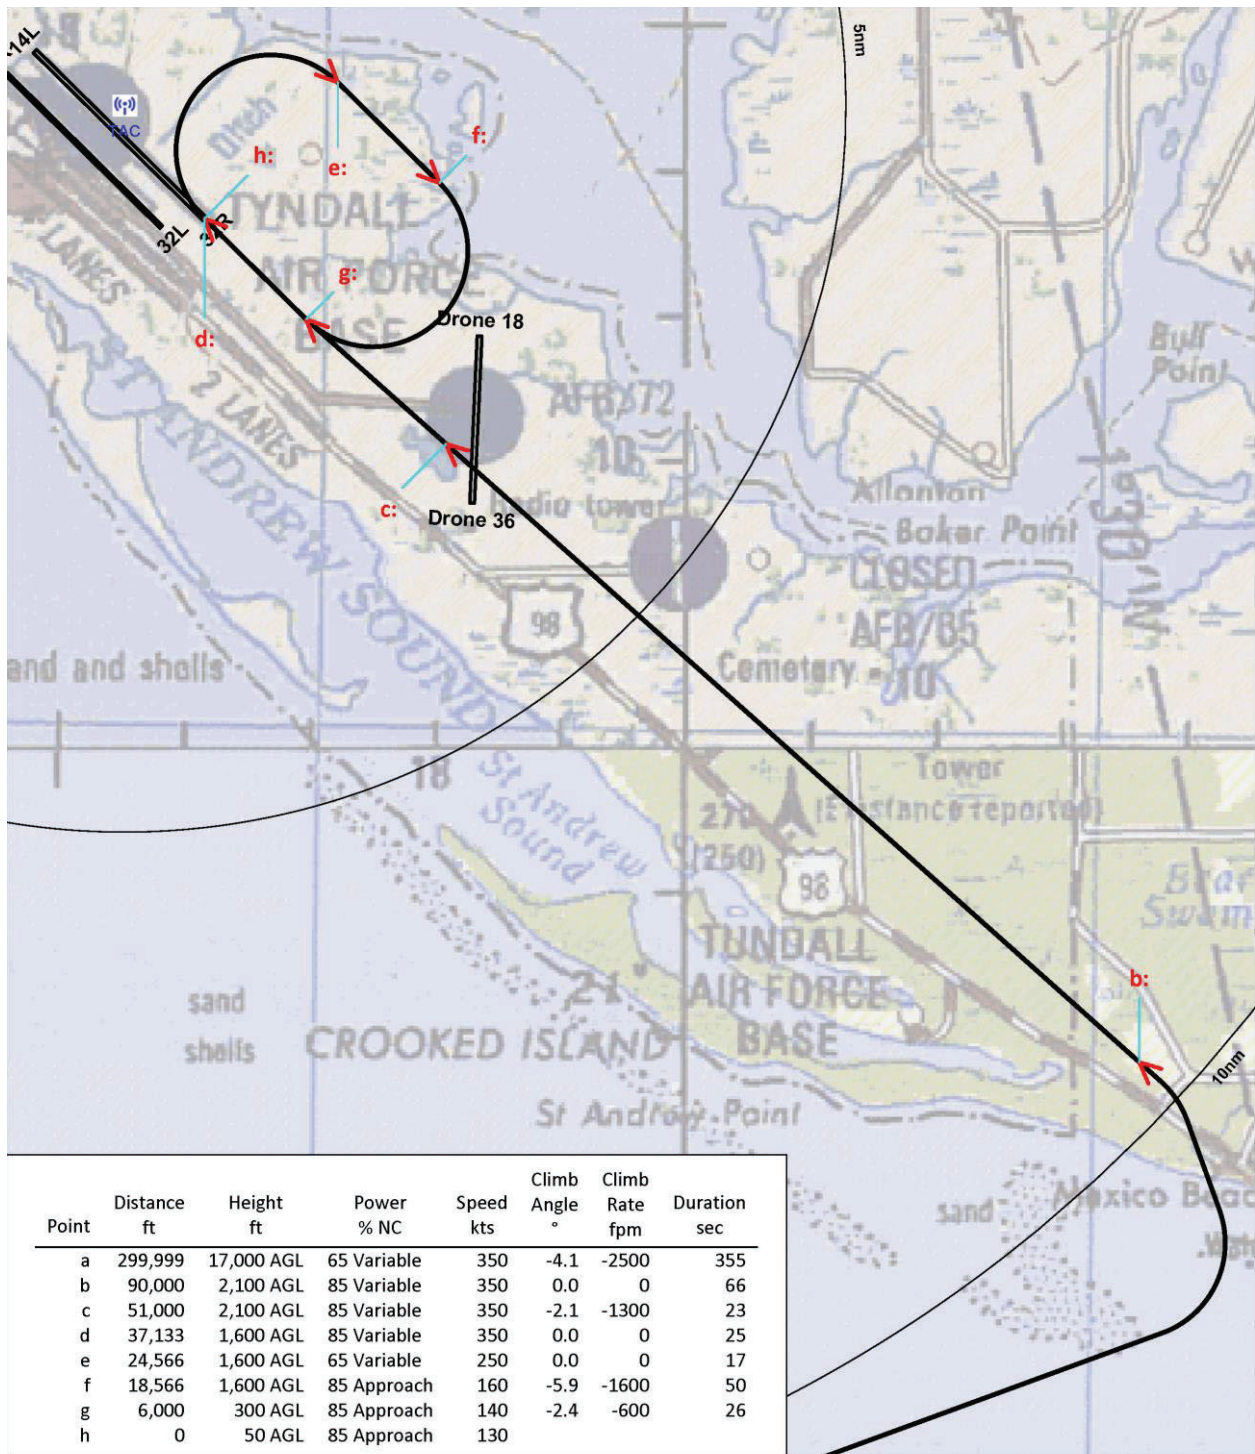 14L
5nm
TAC
f:
h:
e:
TYNDALL
32L
LANES
AIR FORCE
g:
BASE
Drone 18
d:
2 LANES
Bull
Point
AFB/72
10
ST ANDREW SOUND
c:
Radio tower
Drone 36
Allanton
Baker Point
CLOSED
AFB/65
10
98
Cemetery
and and shells
18
St Andrew
Sound
Tower
270
(250)
98
Swam
TUNDALL
AIR FORCE
BASE
b:
21
sand
shells
CROOKED ISLAND
10nm
St Andrew Point
sand
Mexico Beac
Point Distance ft Height ft Power % NC Speed kts Climb Angle ° Climb Rate fpm Duration sec
a 299,999 17,000 AGL 65 Variable 350 -4.1 -2500 355
b 90,000 2,100 AGL 85 Variable 350 0.0 0 66
c 51,000 2,100 AGL 85 Variable 350 -2.1 -1300 23
d 37,133 1,600 AGL 85 Variable 350 0.0 0 25
e 24,566 1,600 AGL 65 Variable 250 0.0 0 17
f 18,566 1,600 AGL 85 Approach 160 -5.9 -1600 50
g 6,000 300 AGL 85 Approach 140 -2.4 -600 26
h 0 50 AGL 85 Approach 130